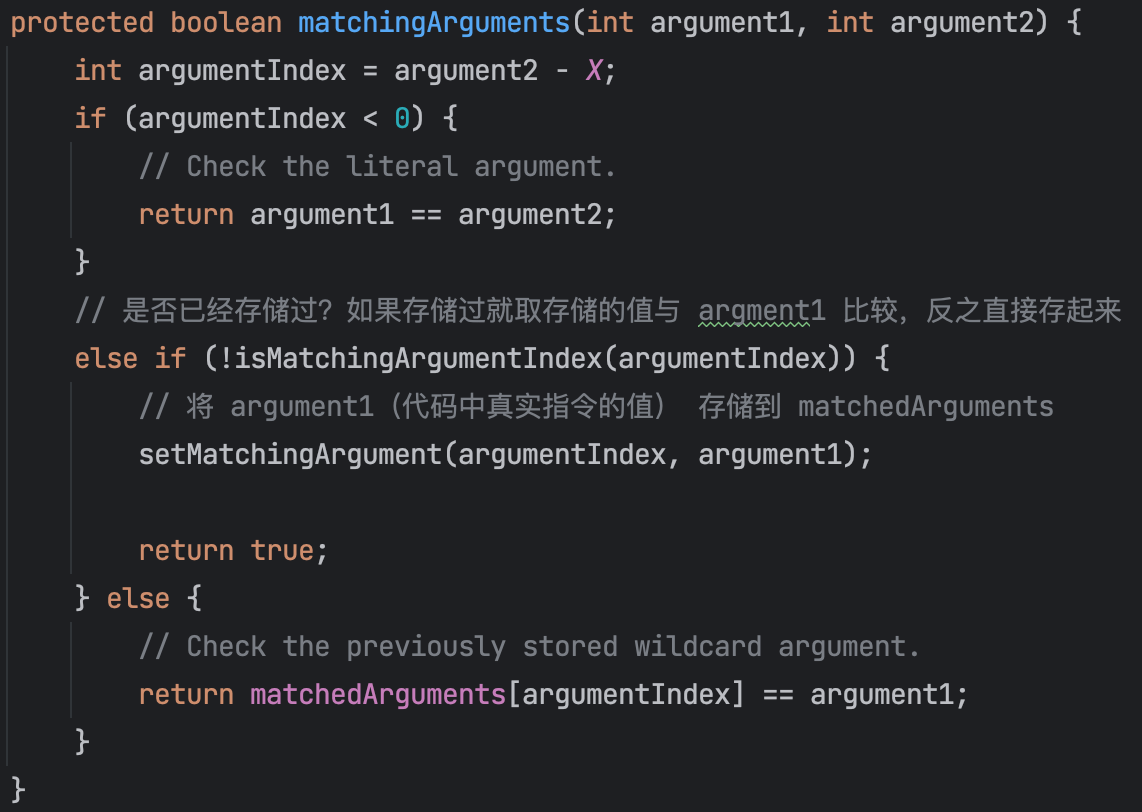 protected boolean matchingArguments(int argument1, int argument2) {
    int argumentIndex = argument2 - X;
    if (argumentIndex < 0) {
        // Check the literal argument.
        return argument1 == argument2;
    }
    // 是否已经存储过？如果存储过就取存储的值与 argment1 比较，反之直接存起来
    else if (!isMatchingArgumentIndex(argumentIndex)) {
        // 将 argument1（代码中真实指令的值） 存储到 matchedArguments
        setMatchingArgument(argumentIndex, argument1);

        return true;
    } else {
        // Check the previously stored wildcard argument.
        return matchedArguments[argumentIndex] == argument1;
    }
}